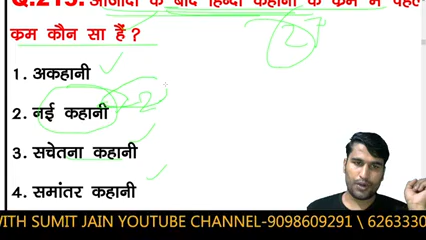 Q.215. आजादी के बाद हिन्दी कहानी के क्रम में पहल
क्रम कौन सा हैं ?
1. अकहानी
2. नई कहानी
3. सचेतना कहानी
4. समांतर कहानी
WITH SUMIT JAIN YOUTUBE CHANNEL-9098609291 \ 6263330